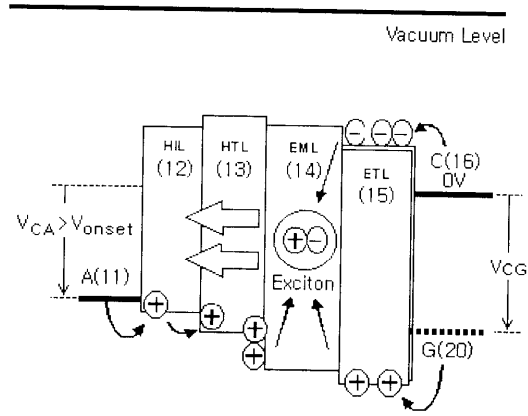 Vacuum Level
HIL
(12)
HTL
(13)
EML
(14)
ETL
(15)
C(16)
0V
V_CA > V_onset
A(11)
Exciton
V_CG
G(20)